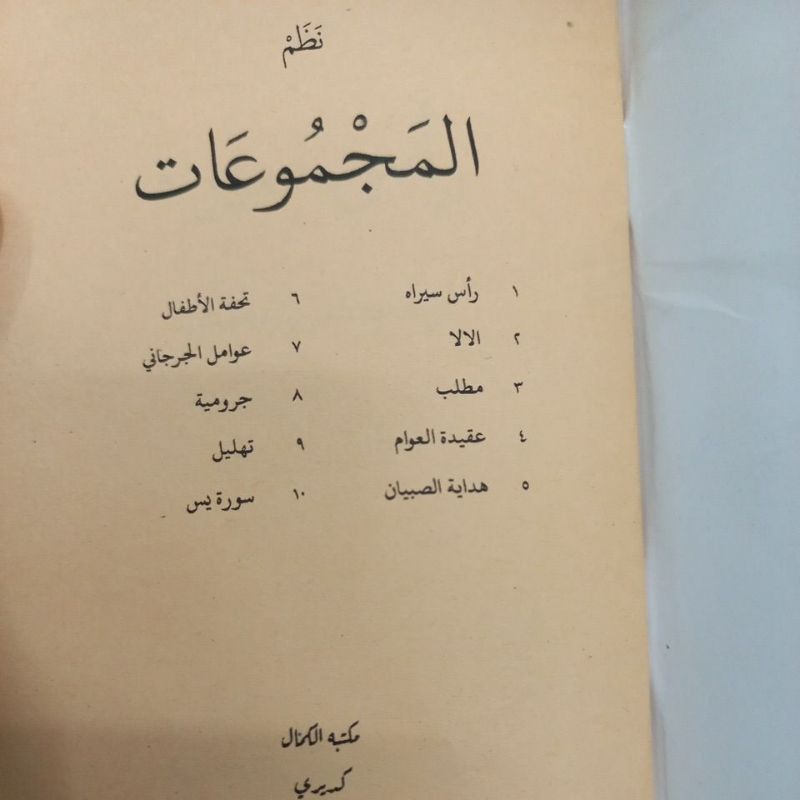 نَظَمْ
المَجْمُوعَات
١ رأس سيراه
٢ الالا
٣ مطلب
٤ عقيدة العوام
٥ هداية الصبيان
٦ تحفة الأطفال
٧ عوامل الجرجاني
٨ جرومية
٩ تهليل
١٠ سورة يس
مكتبه الكمال
كديري